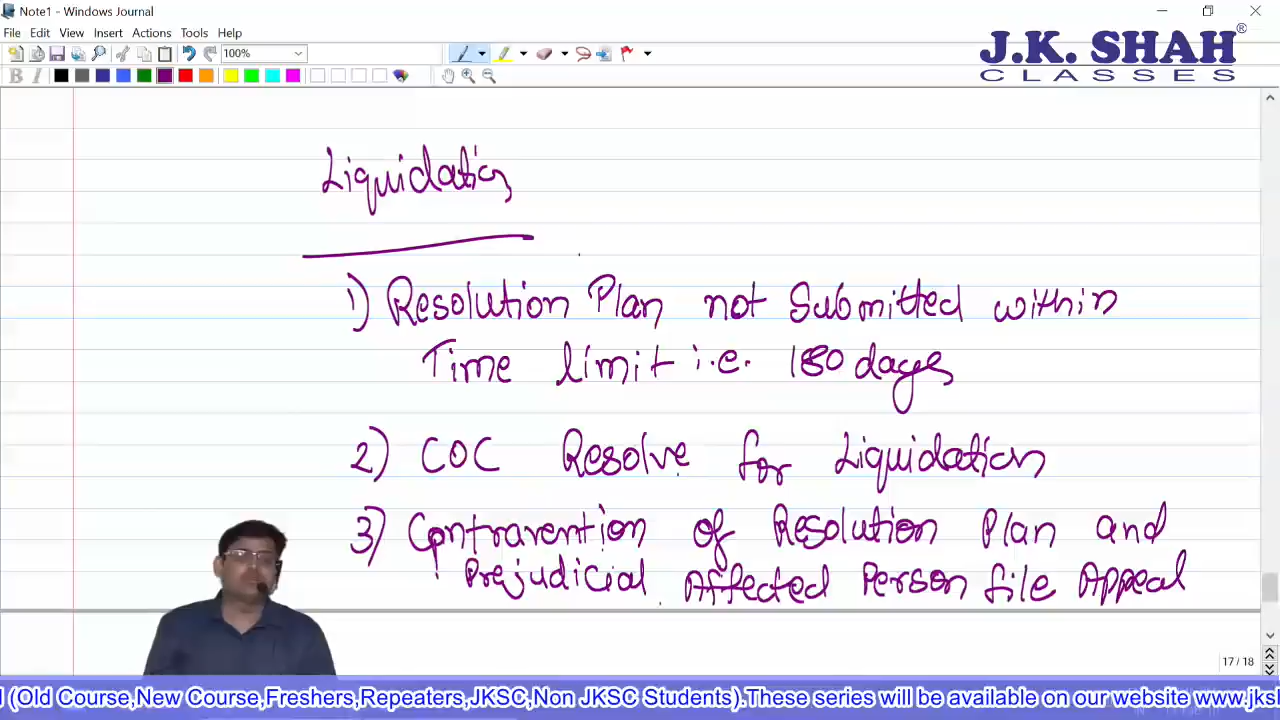 Note1 - Windows Journal
File Edit View Insert Actions Tools Help
100%
J.K. SHAH®
CLASSES
Liquidation
1) Resolution Plan not Submitted within
Time limit i.e. 180 days
2) COC Resolve for Liquidation
3) Contravention of Resolution Plan and
Prejudicial Affected Person file Appeal
17 / 18
(Old Course,New Course,Freshers,Repeaters,JKSC,Non JKSC Students).These series will be available on our website www.jksh